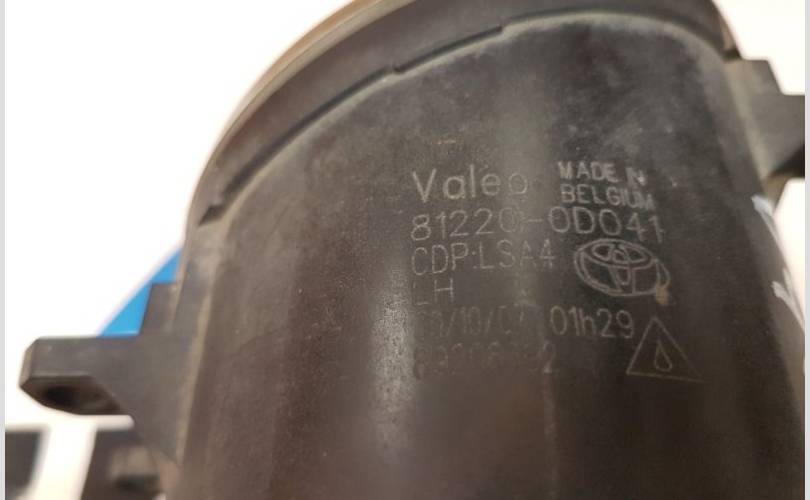 Valeo MADE IN
BELGIUM
81220-0D041
CDP:LSA4
LH
01h29